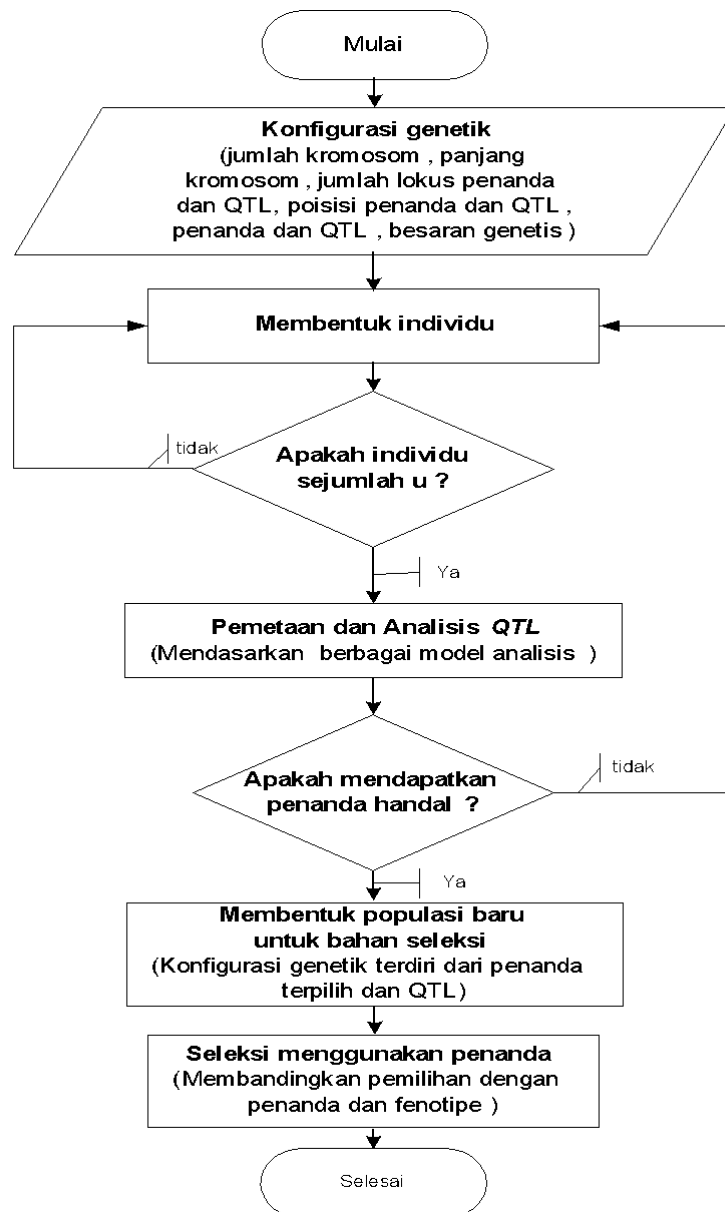 Mulai
Konfigurasi genetik
(jumlah kromosom , panjang
kromosom , jumlah lokus penanda
dan QTL, poisisi penanda dan QTL ,
penanda dan QTL , besaran genetis )
Membentuk individu
tidak
Apakah individu
sejumlah u ?
Ya
Pemetaan dan Analisis QTL
(Mendasarkan berbagai model analisis )
tidak
Apakah mendapatkan
penanda handal ?
Ya
Membentuk populasi baru
untuk bahan seleksi
(Konfigurasi genetik terdiri dari penanda
terpilih dan QTL)
Seleksi menggunakan penanda
(Membandingkan pemilihan dengan
penanda dan fenotipe )
Selesai